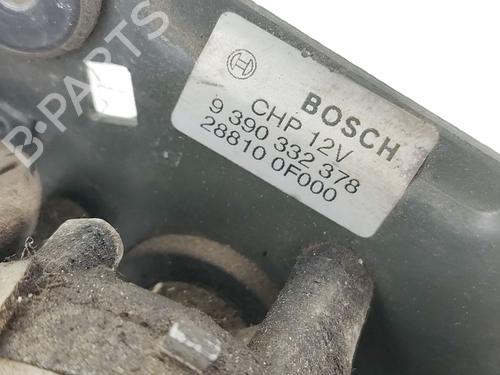 BOSCH
CHP 12V
9 390 332 378
28810 0F000
B-PARTS